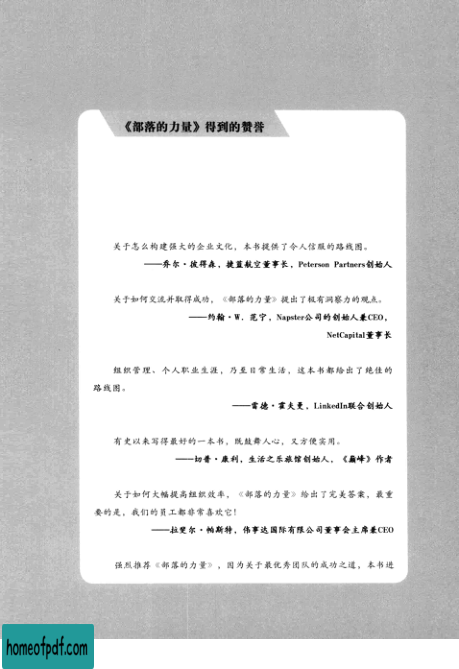 《部落的力量》得到的赞誉
关于怎么构建强大的企业文化，本书提供了令人信服的路线图。
——乔尔·彼得森，捷蓝航空董事长，Peterson Partners创始人
关于如何交流并取得成功，《部落的力量》提出了极有洞察力的观点。
——约翰·W. 范宁，Napster公司的创始人兼CEO，
NetCapital董事长
组织管理、个人职业生涯，乃至日常生活，这本书都给出了绝佳的
路线图。
——雷德·霍夫曼，LinkedIn联合创始人
有史以来写得最好的一本书，既鼓舞人心，又方便实用。
——切普·康利，生活之乐旅馆创始人，《巅峰》作者
关于如何大幅提高组织效率，《部落的力量》给出了完美答案，最重
要的是，我们的员工都非常喜欢它！
——拉斐尔·帕斯特，伟事达国际有限公司董事会主席兼CEO
强烈推荐《部落的力量》，因为关于最优秀团队的成功之道，本书进
homeofpdf.com